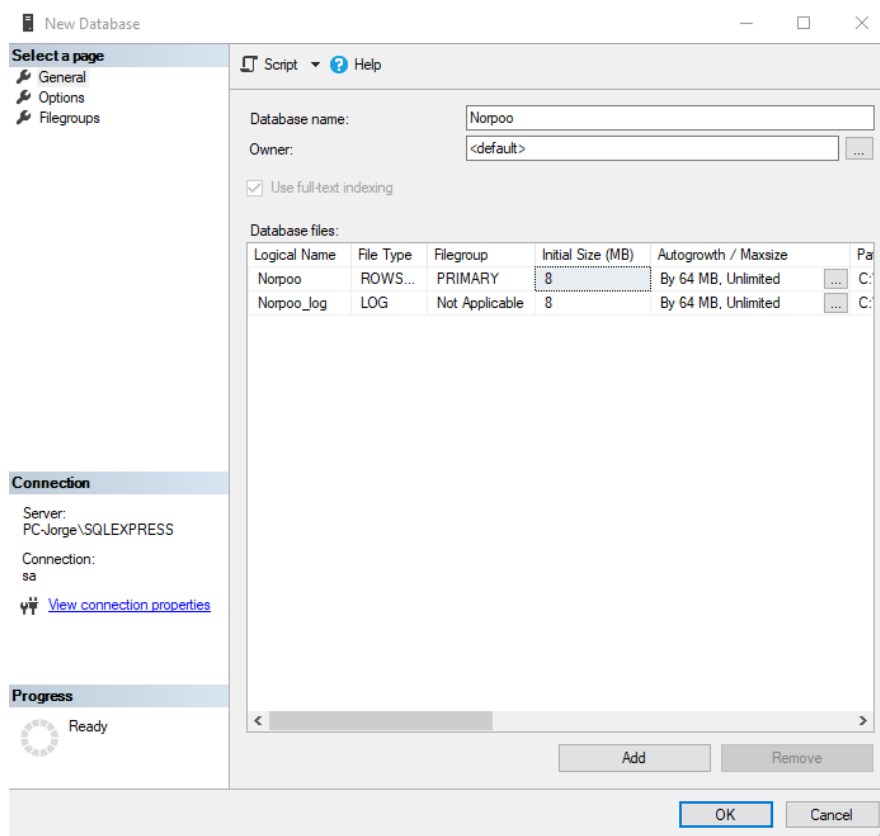 New Database
Select a page
General
Options
Filegroups
Script
Help
Database name: Norpoo
Owner: <default> ...
Use full-text indexing
Database files:
Logical Name File Type Filegroup Initial Size (MB) Autogrowth / Maxsize Pa
Norpoo ROWS... PRIMARY 8 By 64 MB, Unlimited ... C:\
Norpoo_log LOG Not Applicable 8 By 64 MB, Unlimited ... C:\
Connection
Server:
PC-Jorge\SQLEXPRESS
Connection:
sa
View connection properties
Progress
Ready
Add Remove
OK Cancel